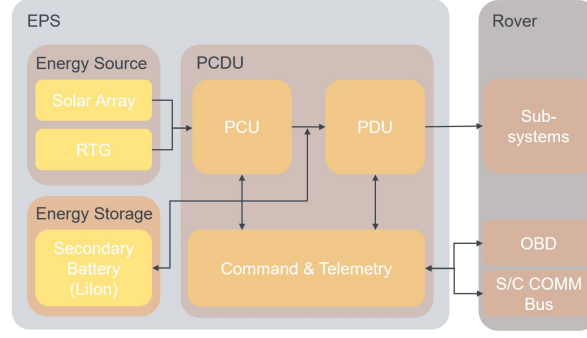 EPS
Rover
Energy Source
PCDU
Solar Array
RTG
PCU
PDU
Sub-
systems
Energy Storage
Secondary
Battery
(LiIon)
Command & Telemetry
OBD
S/C COMM
Bus